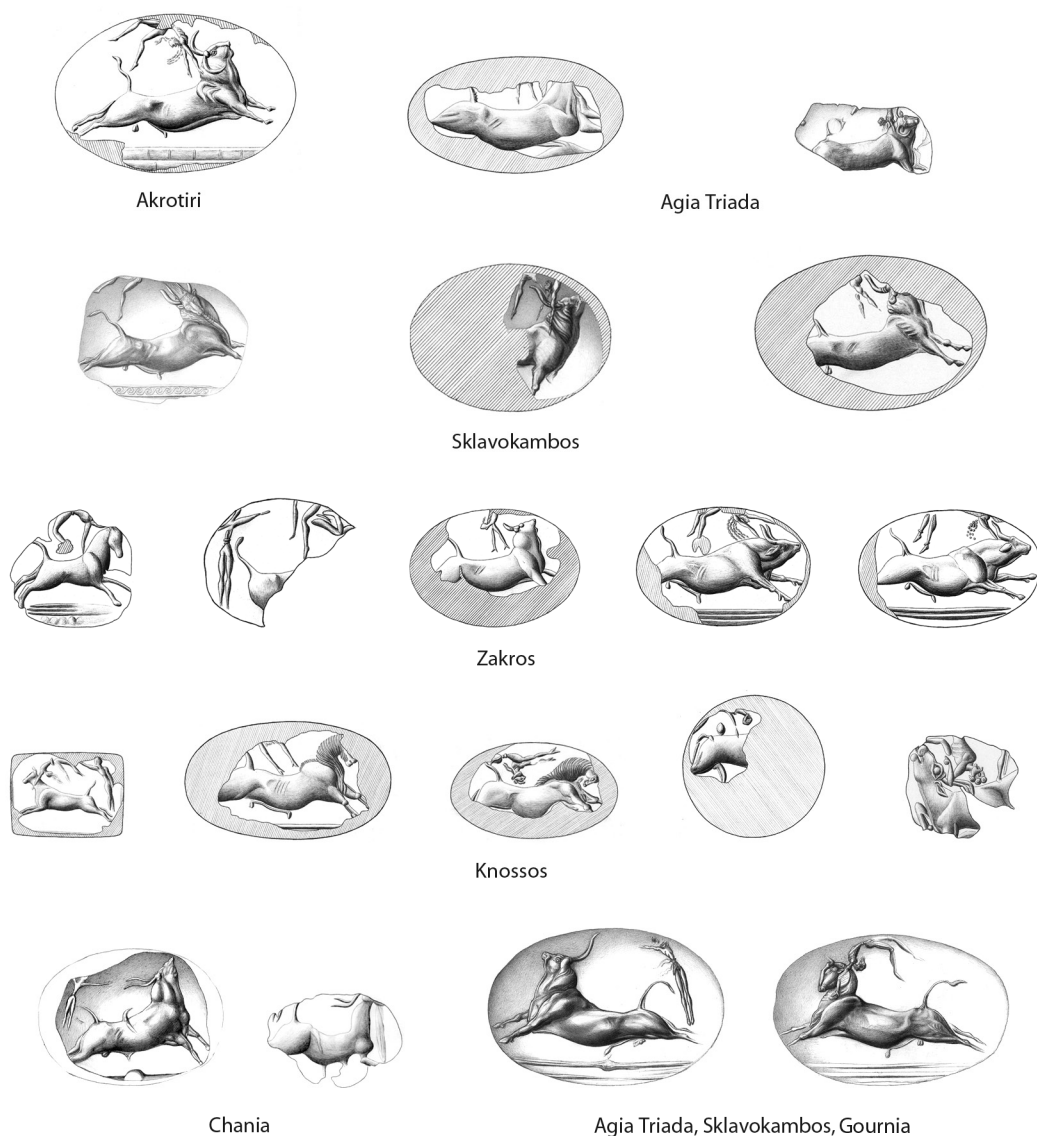 Akrotiri
Agia Triada
Sklavokambos
Zakros
Knossos
Chania
Agia Triada, Sklavokambos, Gournia